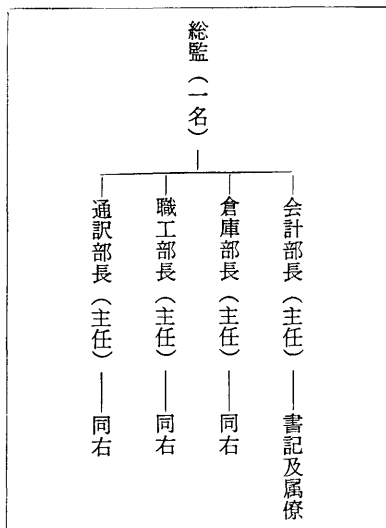 総監（一名）
会計部長（主任）
書記及属僚
倉庫部長（主任）
同右
職工部長（主任）
同右
通訳部長（主任）
同右